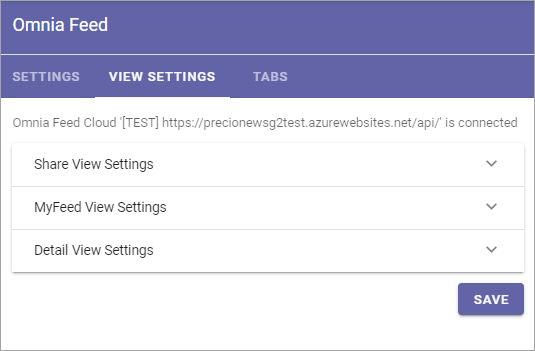 Omnia Feed
SETTINGS VIEW SETTINGS TABS
Omnia Feed Cloud '[TEST] https://precionewsg2test.azurewebsites.net/api/' is connected
Share View Settings
MyFeed View Settings
Detail View Settings
SAVE